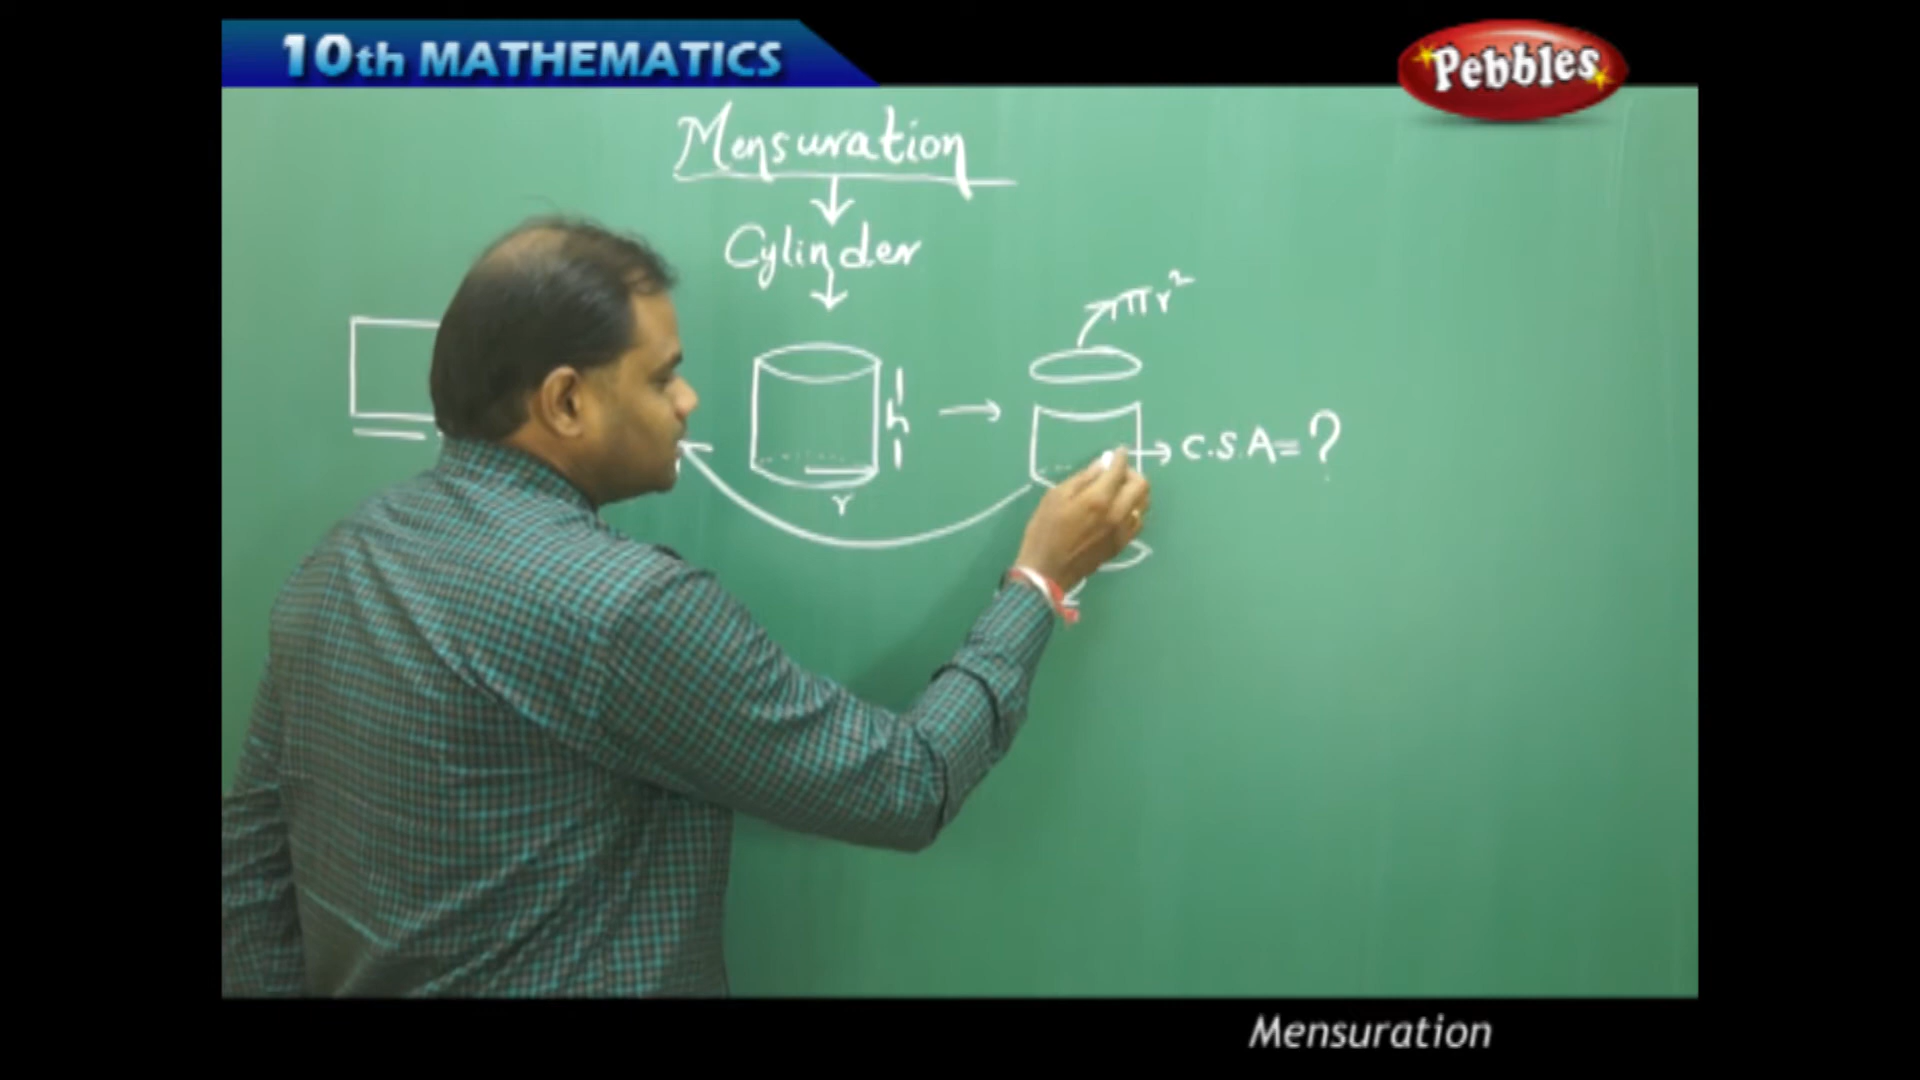 10th MATHEMATICS
Pebbles
Mensuration
Cylinder
πr²
h
C.S.A=?
r
Mensuration